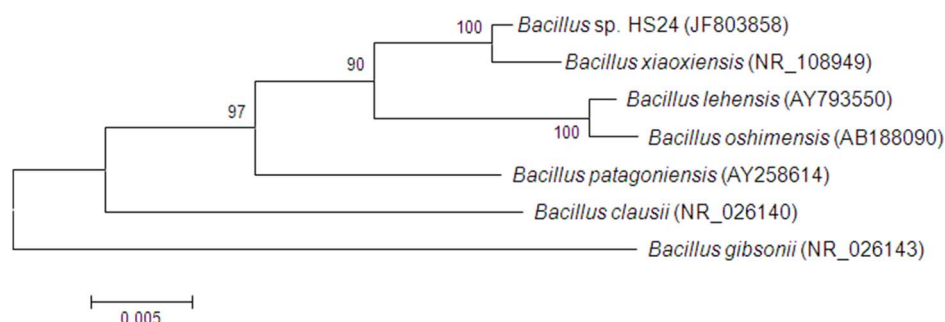 100
Bacillus sp. HS24 (JF803858)
90
Bacillus xiaoxiensis (NR_108949)
97
Bacillus lehensis (AY793550)
100
Bacillus oshimensis (AB188090)
Bacillus patagoniensis (AY258614)
Bacillus clausii (NR_026140)
Bacillus gibsonii (NR_026143)
0.005